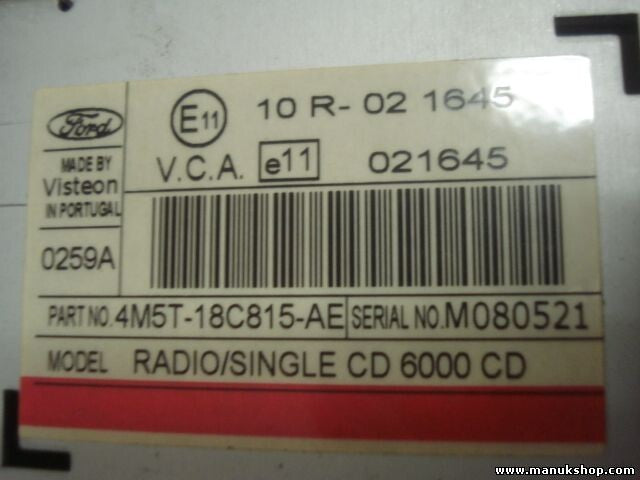 Ford
E11 10 R- 02 1645
MADE BY
Visteon
IN PORTUGAL
V.C.A. e11 021645
0259A
PART NO. 4M5T-18C815-AE SERIAL NO. M080521
MODEL RADIO/SINGLE CD 6000 CD
www.manukshop.com